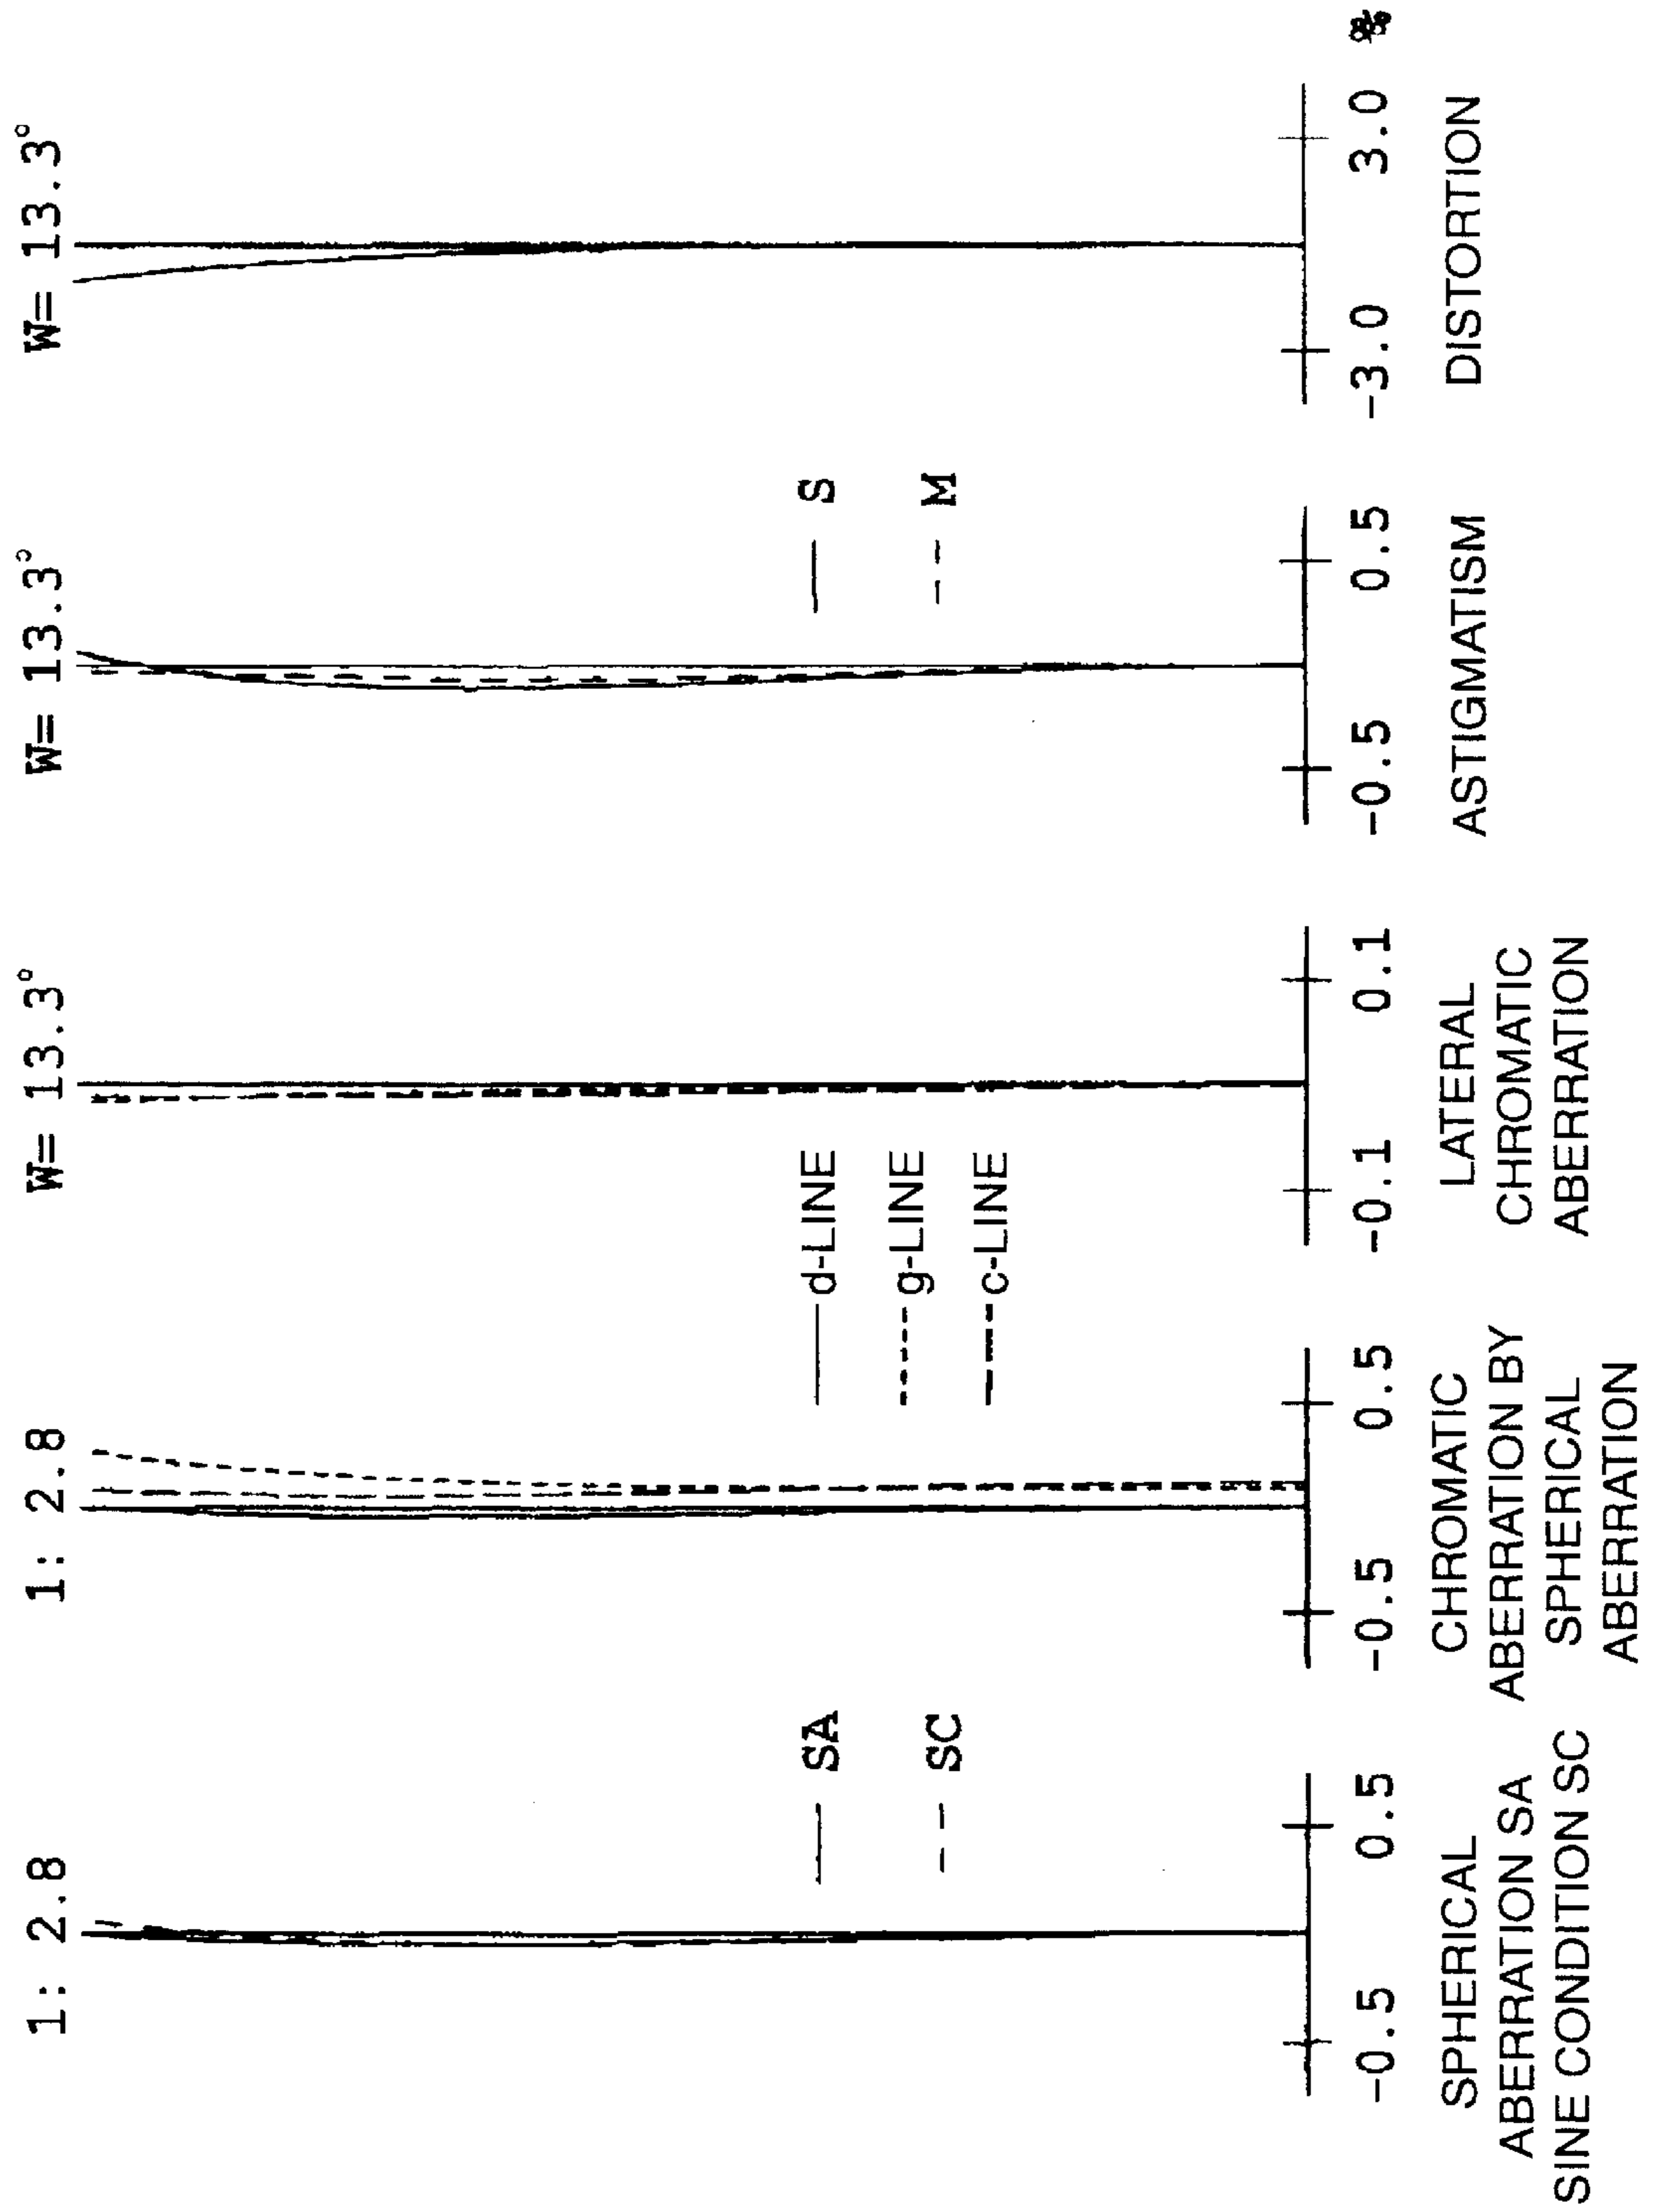 1: 2.8
SA
SC
-0.5
0.5
SPHERICAL
ABERRATION SA
SINE CONDITION SC
1: 2.8
d-LINE
g-LINE
c-LINE
-0.5
0.5
CHROMATIC
ABERRATION BY
SPHERICAL
ABERRATION
W= 13.3°
-0.1
0.1
LATERAL
CHROMATIC
ABERRATION
W= 13.3°
S
M
-0.5
0.5
ASTIGMATISM
W= 13.3°
-3.0
3.0
%
DISTORTION